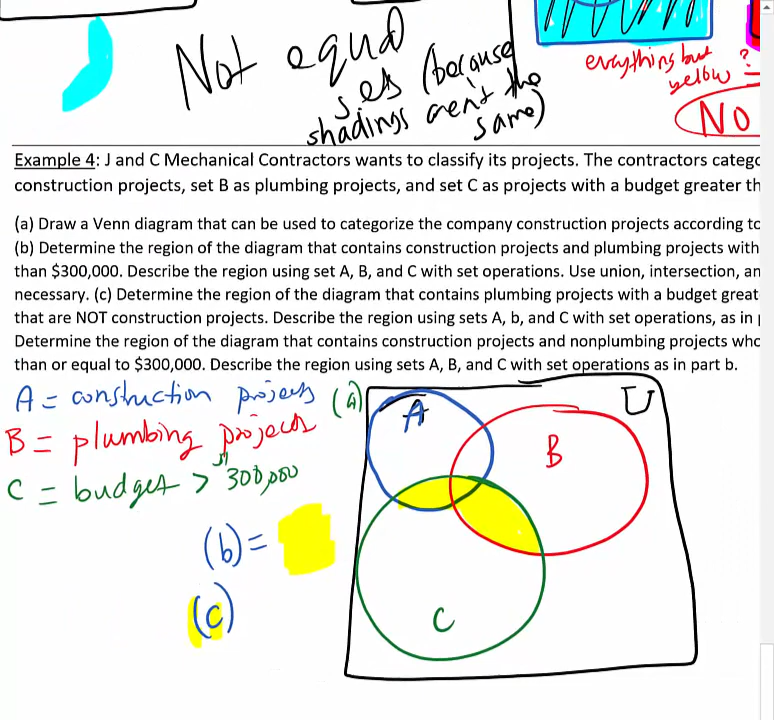 Not equal
sets (because
shadings aren't the
same)
everything but
yellow ?
=
NO
Example 4: J and C Mechanical Contractors wants to classify its projects. The contractors catego
construction projects, set B as plumbing projects, and set C as projects with a budget greater th
(a) Draw a Venn diagram that can be used to categorize the company construction projects according to
(b) Determine the region of the diagram that contains construction projects and plumbing projects with
than $300,000. Describe the region using set A, B, and C with set operations. Use union, intersection, an
necessary. (c) Determine the region of the diagram that contains plumbing projects with a budget great
that are NOT construction projects. Describe the region using sets A, b, and C with set operations, as in p
Determine the region of the diagram that contains construction projects and nonplumbing projects who
than or equal to $300,000. Describe the region using sets A, B, and C with set operations as in part b.
A = construction projects (a)
B = plumbing projects
C = budget > $300,000
(b) =
(c)
A
B
C
U